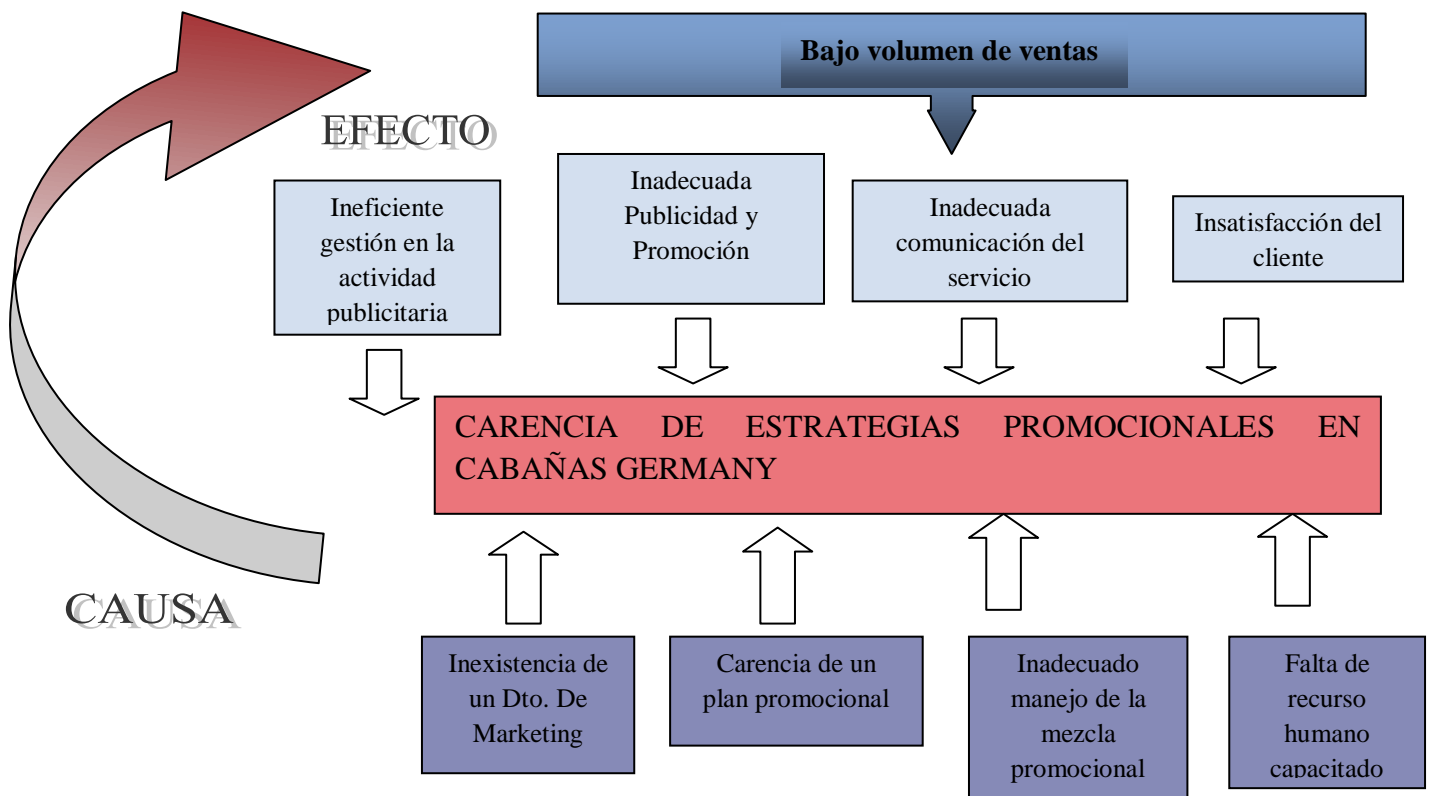 Bajo volumen de ventas
EFECTO
Ineficiente
gestión en la
actividad
publicitaria
Inadecuada
Publicidad y
Promoción
Inadecuada
comunicación del
servicio
Insatisfacción del
cliente
CARENCIA DE ESTRATEGIAS PROMOCIONALES EN
CABAÑAS GERMANY
CAUSA
Inexistencia de
un Dto. De
Marketing
Carencia de un
plan promocional
Inadecuado
manejo de la
mezcla
promocional
Falta de
recurso
humano
capacitado